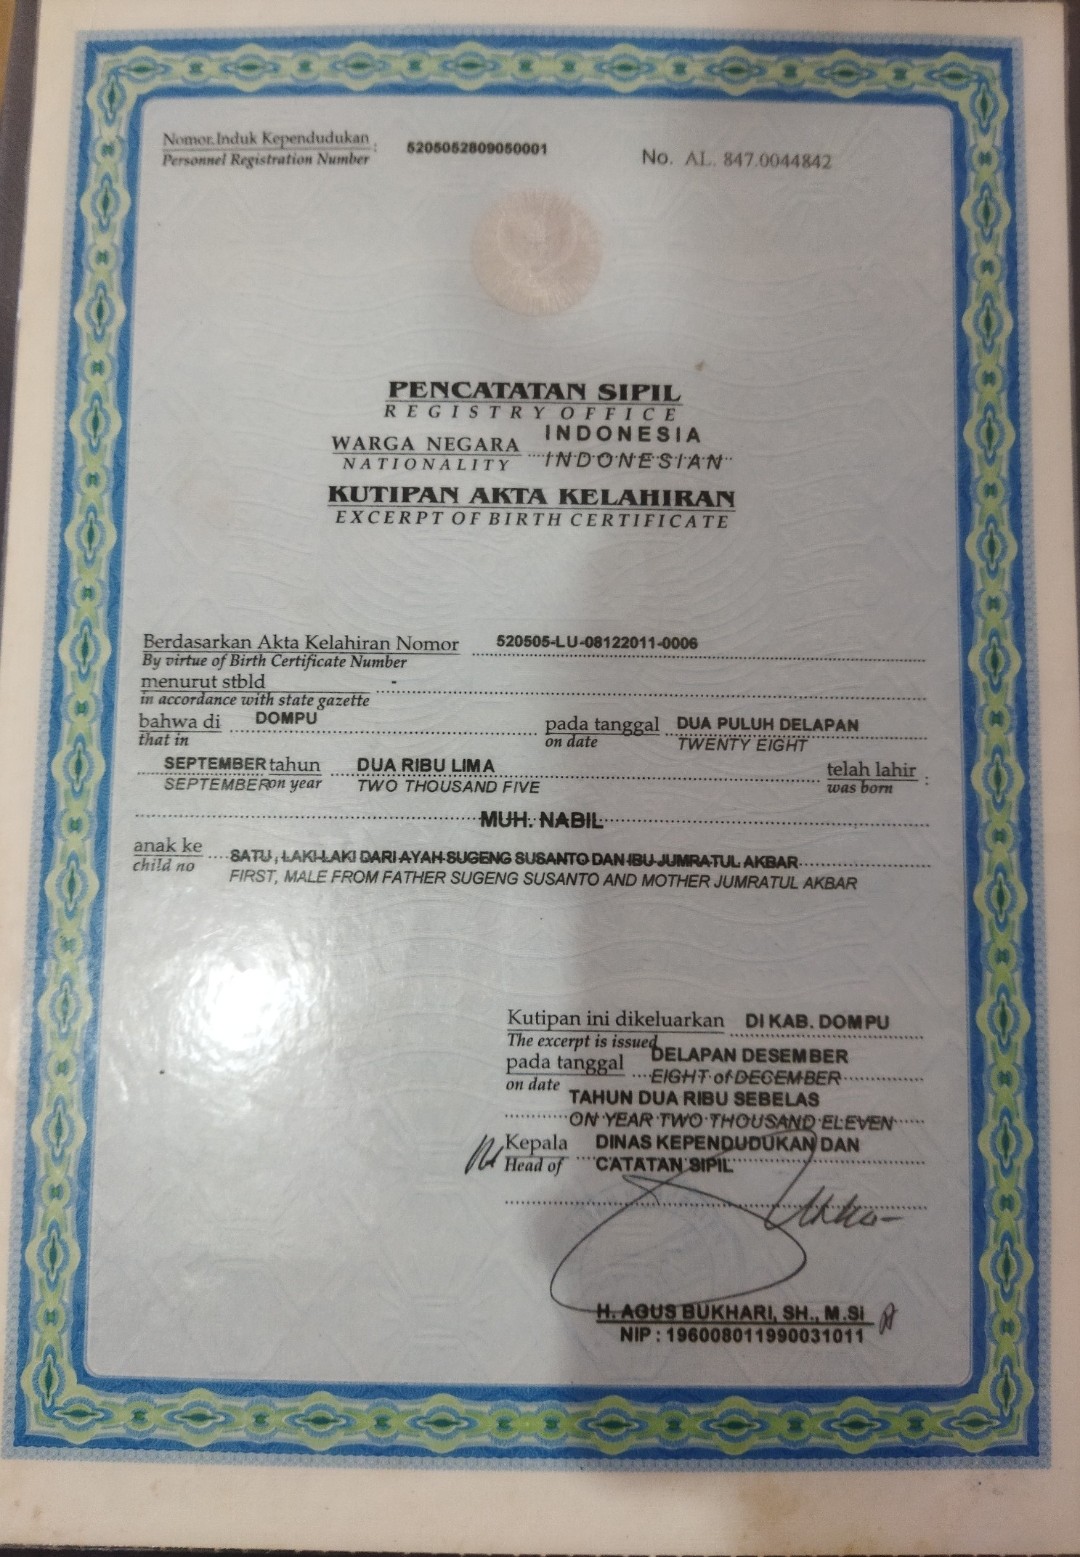 Nomor Induk Kependudukan : 5205052809050001
Personnel Registration Number
No. AL. 847.0044842
PENCATATAN SIPIL
REGISTRY OFFICE
WARGA NEGARA INDONESIA
NATIONALITY INDONESIAN
KUTIPAN AKTA KELAHIRAN
EXCERPT OF BIRTH CERTIFICATE
Berdasarkan Akta Kelahiran Nomor 520505-LU-08122011-0006
By virtue of Birth Certificate Number
menurut stbld -
in accordance with state gazette
bahwa di DOMPU pada tanggal DUA PULUH DELAPAN
that in on date TWENTY EIGHT
SEPTEMBER tahun DUA RIBU LIMA telah lahir :
SEPTEMBER on year TWO THOUSAND FIVE was born
MUH. NABIL
anak ke SATU, LAKI-LAKI DARI AYAH SUGENG SUSANTO DAN IBU JUMRATUL AKBAR
child no FIRST, MALE FROM FATHER SUGENG SUSANTO AND MOTHER JUMRATUL AKBAR
Kutipan ini dikeluarkan DI KAB. DOMPU
The excerpt is issued
pada tanggal DELAPAN DESEMBER
on date EIGHT of DECEMBER
TAHUN DUA RIBU SEBELAS
ON YEAR TWO THOUSAND ELEVEN
Kepala DINAS KEPENDUDUKAN DAN
Head of CATATAN SIPIL
H. AGUS BUKHARI, SH., M.Si
NIP : 196008011990031011